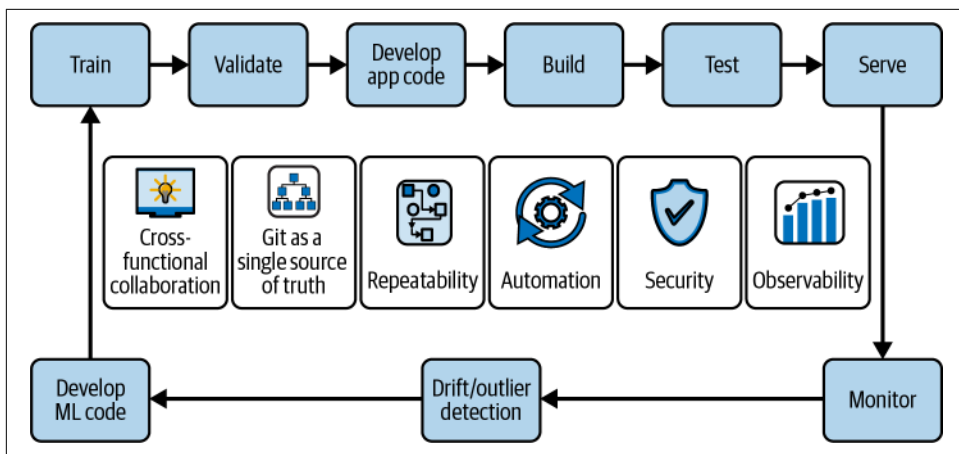 Train
Validate
Develop
app code
Build
Test
Serve
Cross-
functional
collaboration
Git as a
single source
of truth
Repeatability
Automation
Security
Observability
Develop
ML code
Drift/outlier
detection
Monitor